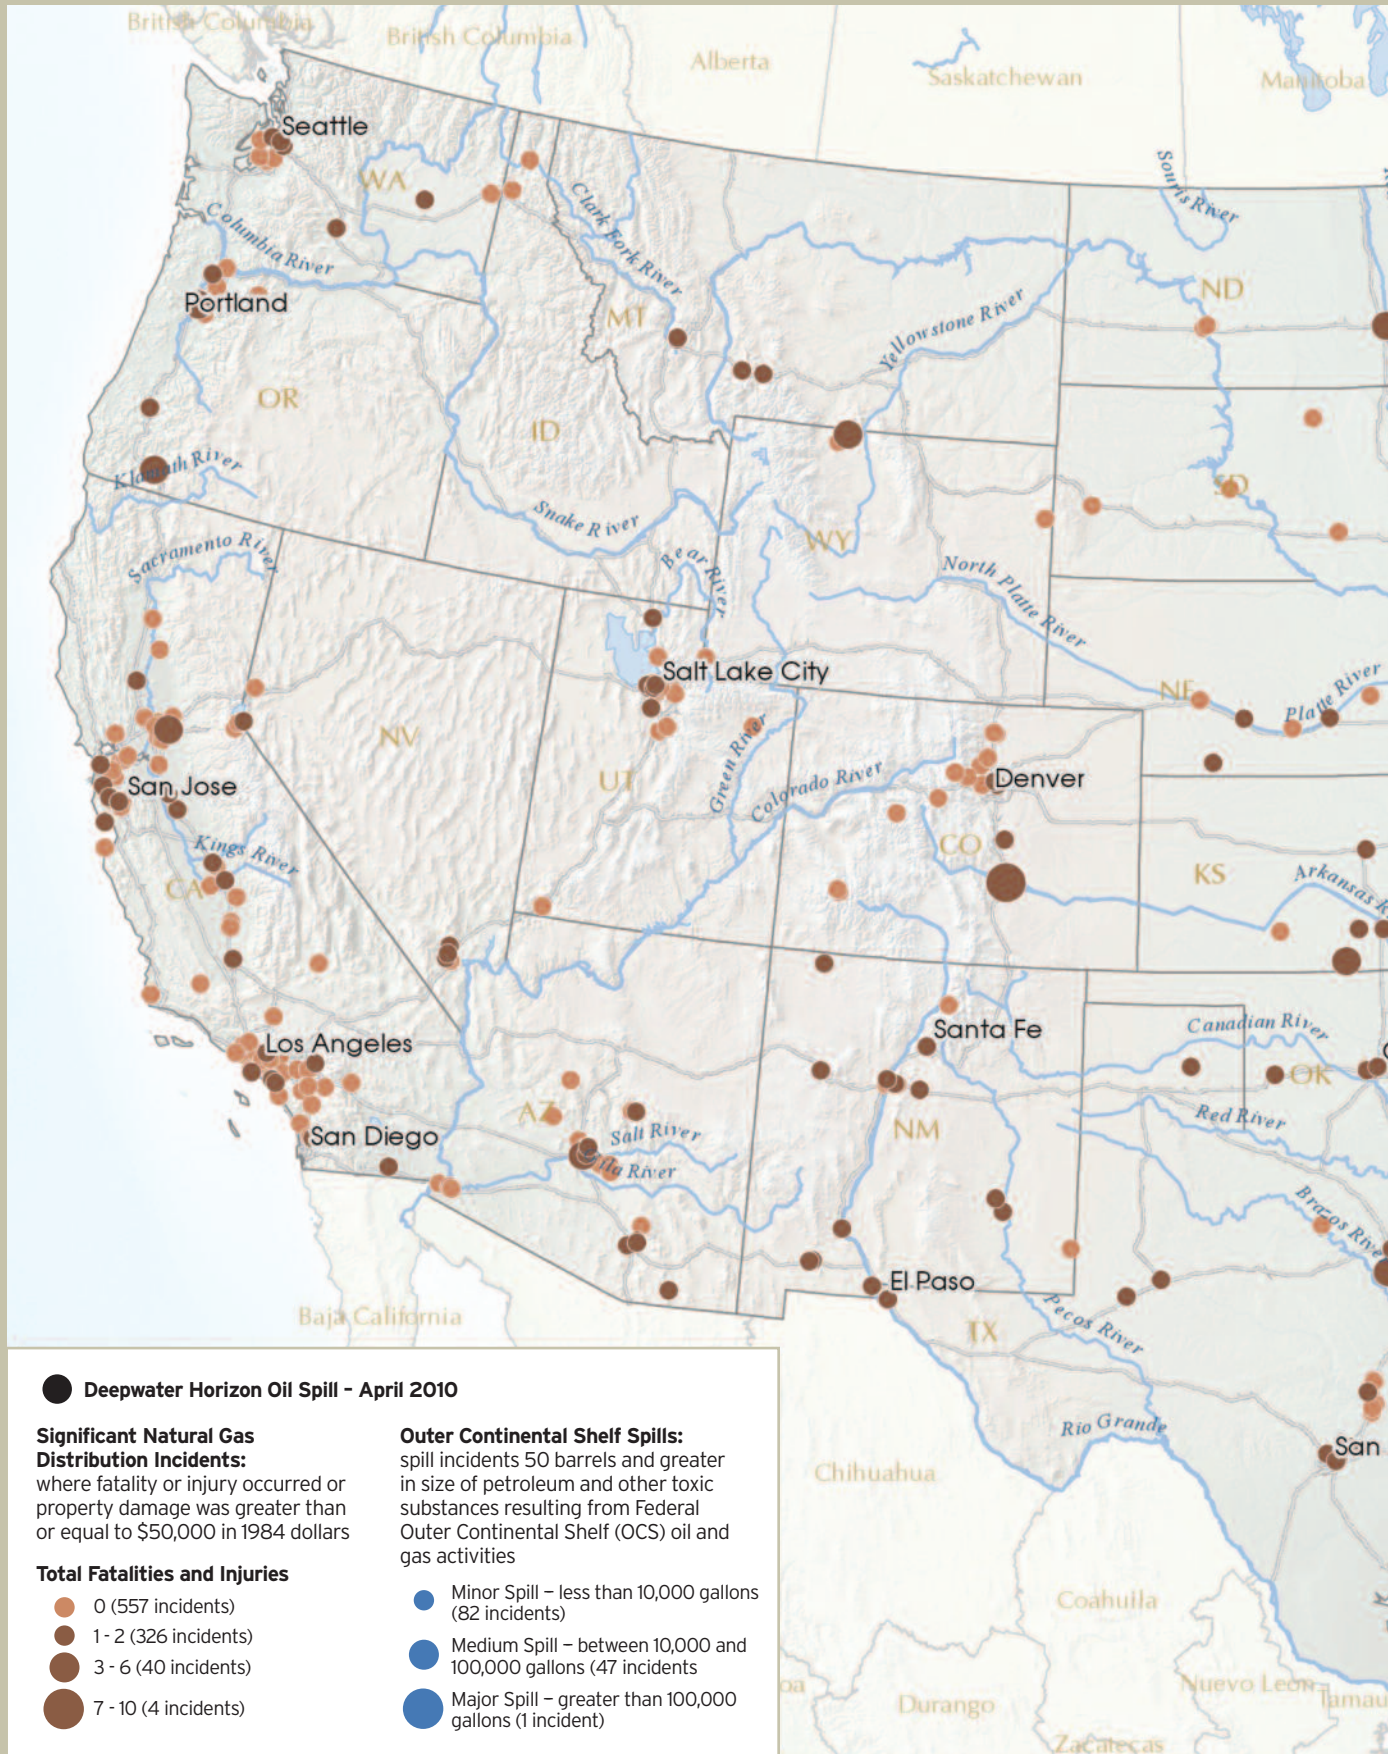 British Columbia
British Columbia
Alberta
Saskatchewan
Manitoba
Seattle
WA
Souris River
Clark Fork River
Columbia River
Portland
MT
ND
Yellowstone River
OR
ID
Klamath River
SD
Snake River
WY
Sacramento River
Bear River
North Platte River
Salt Lake City
NE
Platte River
NV
UT
Green River
Colorado River
Denver
San Jose
Kings River
CA
CO
KS
Arkansas R
Los Angeles
Santa Fe
Canadian River
OK
AZ
Salt River
Gila River
NM
Red River
San Diego
Brazos Rive
El Paso
Baja California
TX
Pecos River
Rio Grande
San
Chihuahua
Coahuila
Nuevo Leon
Tamau
oa
Durango
Zacatecas
Deepwater Horizon Oil Spill – April 2010
Significant Natural Gas
Distribution Incidents:
where fatality or injury occurred or
property damage was greater than
or equal to $50,000 in 1984 dollars
Total Fatalities and Injuries
0 (557 incidents)
1 - 2 (326 incidents)
3 - 6 (40 incidents)
7 - 10 (4 incidents)
Outer Continental Shelf Spills:
spill incidents 50 barrels and greater
in size of petroleum and other toxic
substances resulting from Federal
Outer Continental Shelf (OCS) oil and
gas activities
Minor Spill – less than 10,000 gallons
(82 incidents)
Medium Spill – between 10,000 and
100,000 gallons (47 incidents
Major Spill – greater than 100,000
gallons (1 incident)